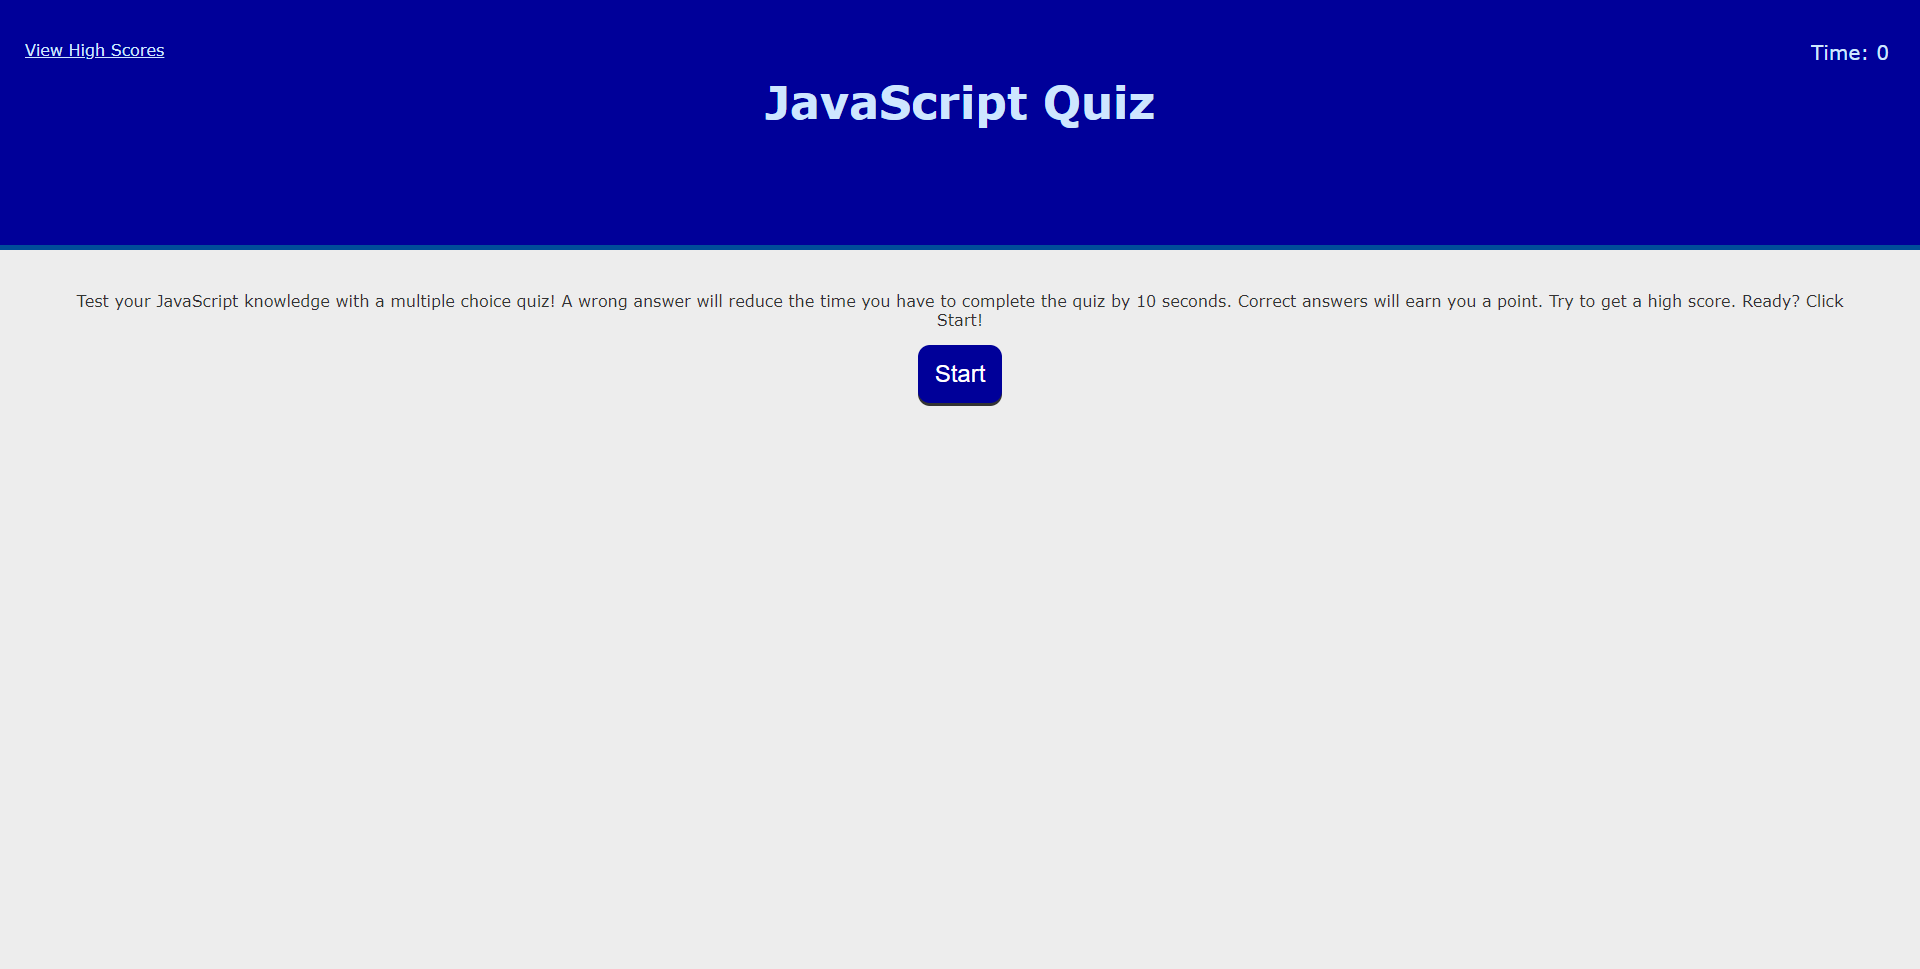 View High Scores
Time: 0
JavaScript Quiz
Test your JavaScript knowledge with a multiple choice quiz! A wrong answer will reduce the time you have to complete the quiz by 10 seconds. Correct answers will earn you a point. Try to get a high score. Ready? Click
Start!
Start